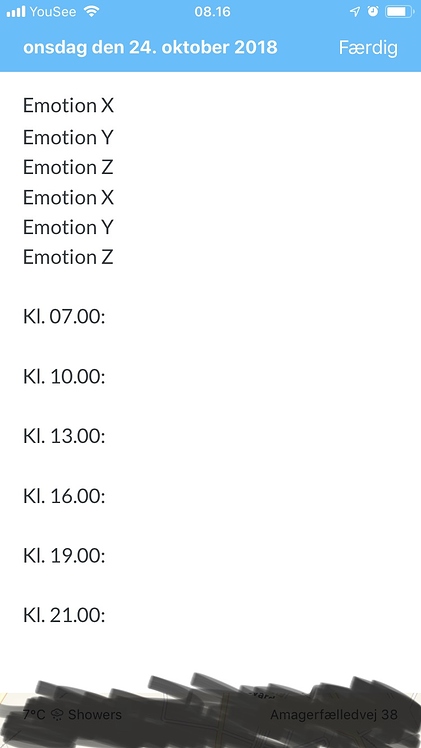 YouSee 08.16
onsdag den 24. oktober 2018 Færdig
Emotion X
Emotion Y
Emotion Z
Emotion X
Emotion Y
Emotion Z
Kl. 07.00:
Kl. 10.00:
Kl. 13.00:
Kl. 16.00:
Kl. 19.00:
Kl. 21.00:
7°C Showers Amagerfælledvej 38